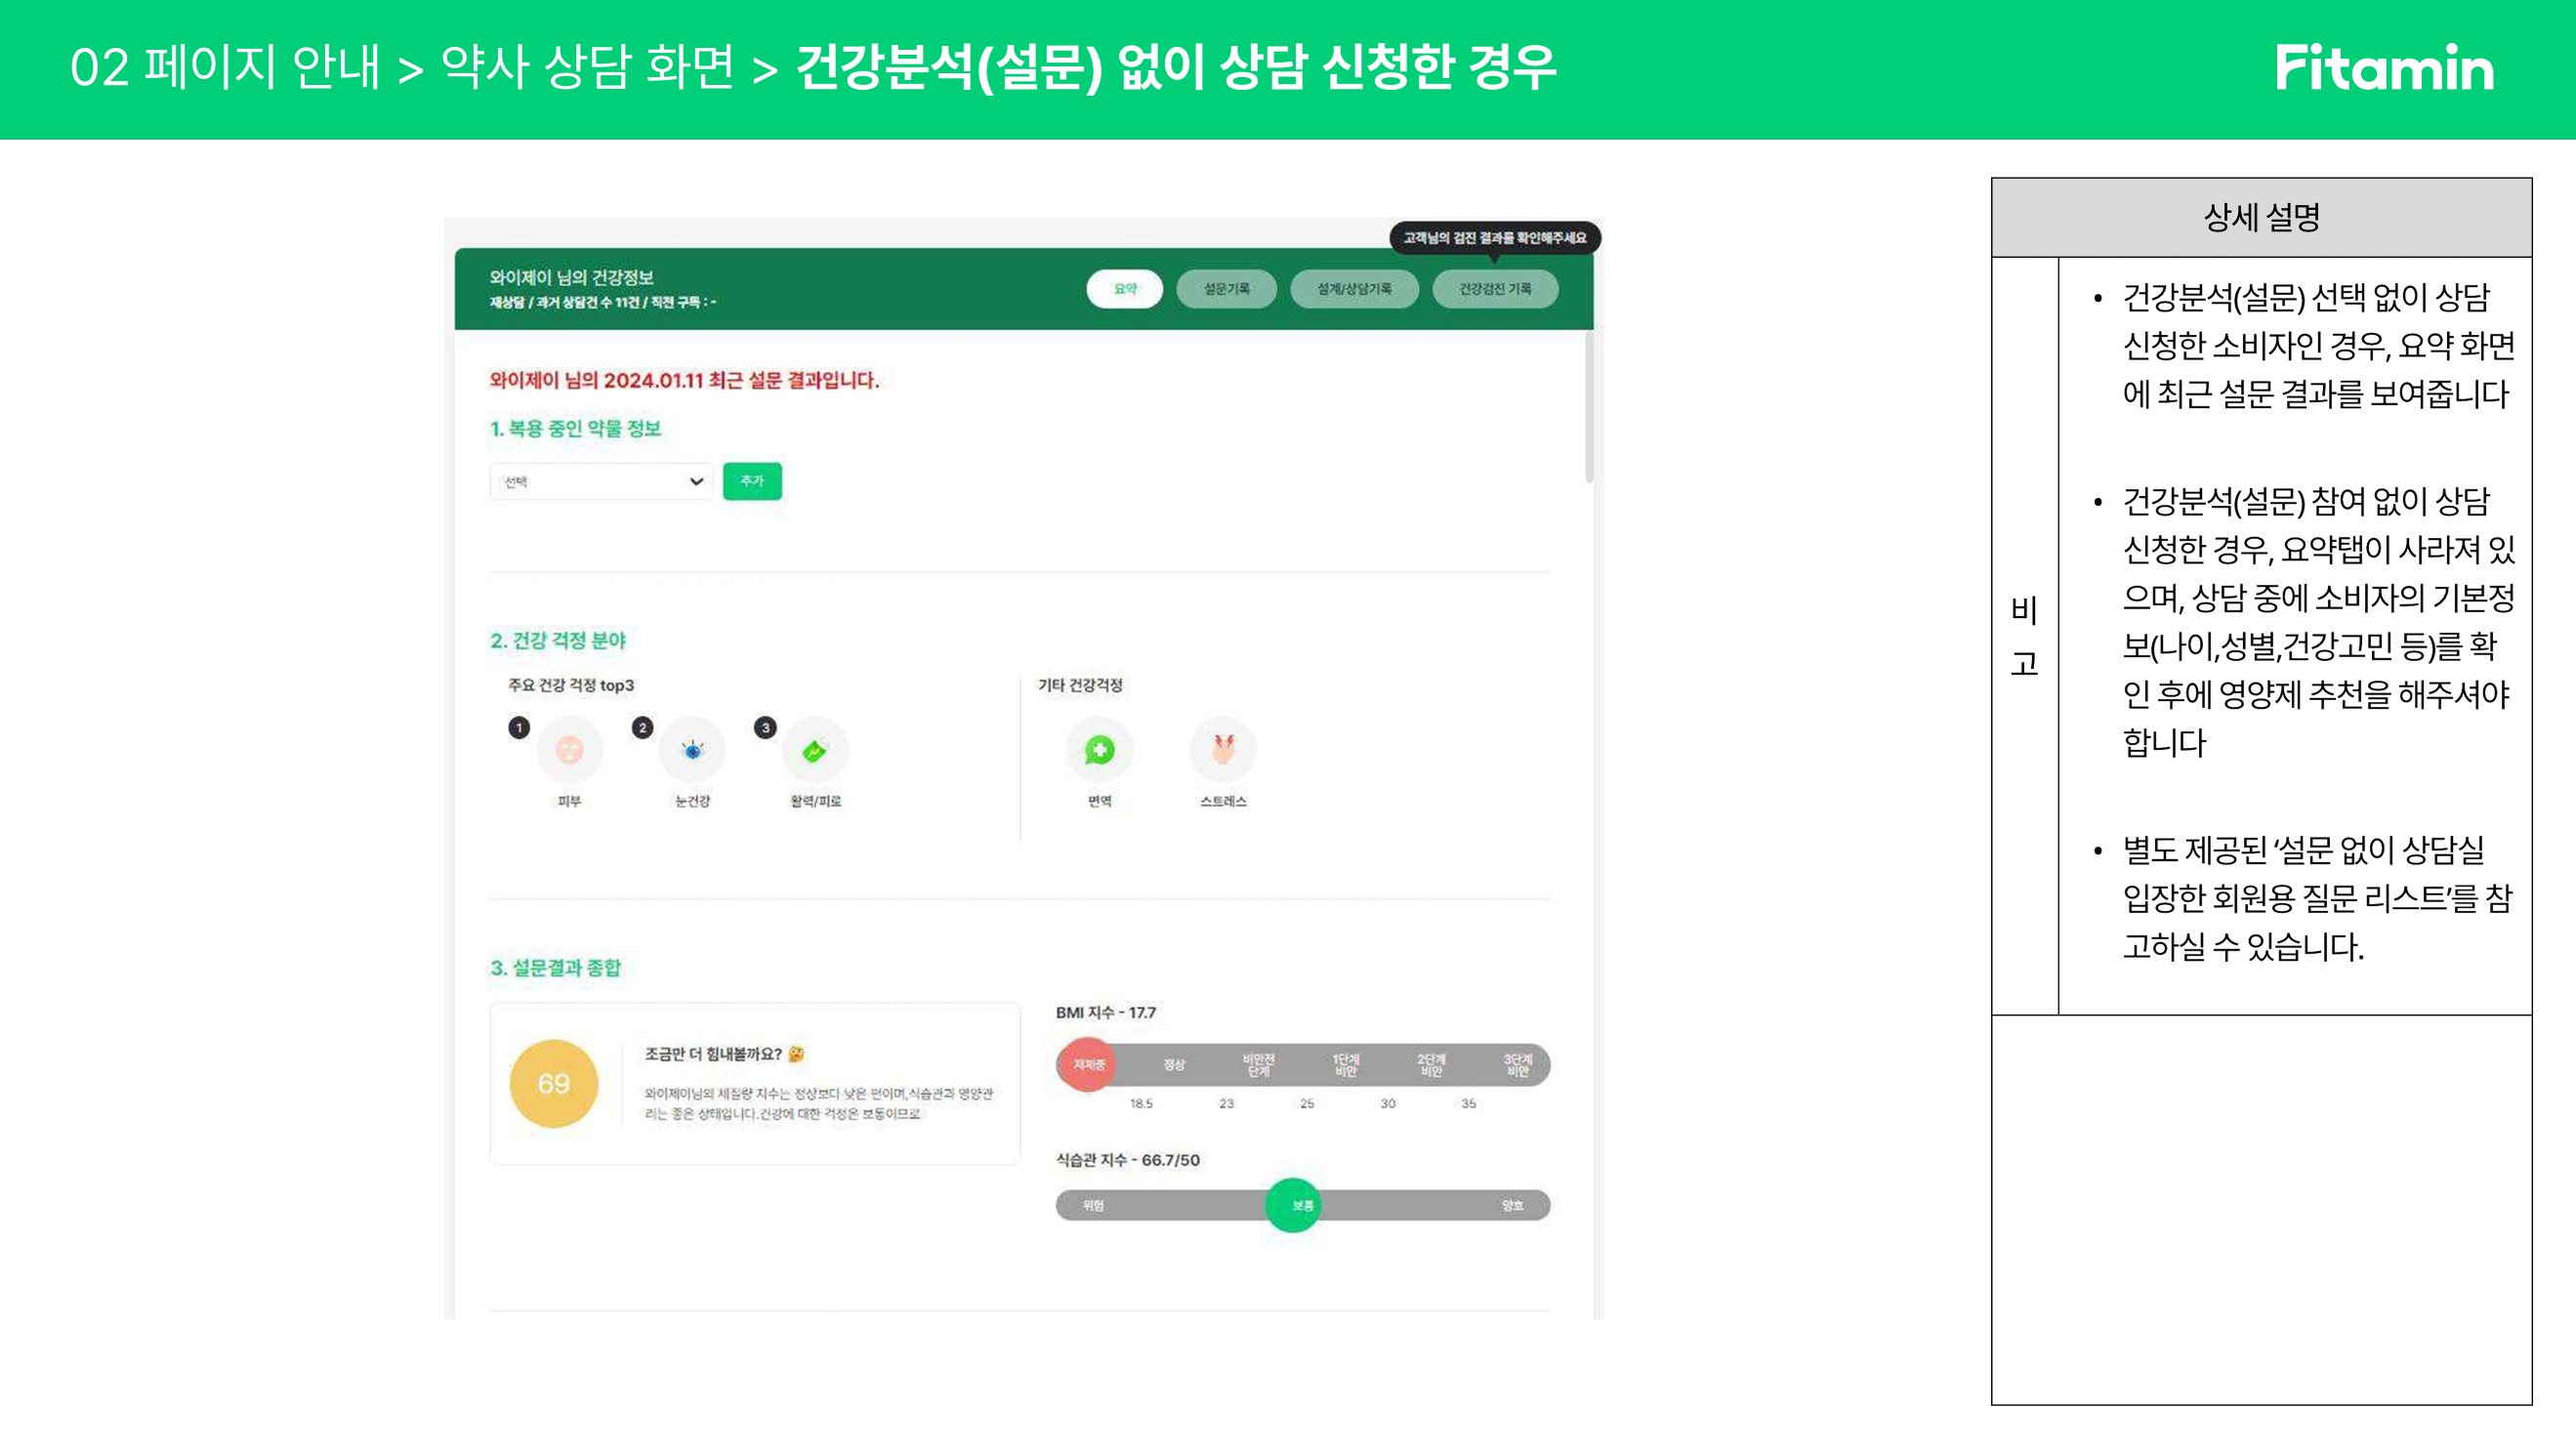 02 페이지 안내 > 약사 상담 화면 > 건강분석(설문) 없이 상담 신청한 경우
Fitamin
고객님의 검진 결과를 확인해주세요
와이제이 님의 건강정보
재상담 / 과거 상담건 수 11건 / 직전 구독 : -
요약
설문기록
설계/상담기록
건강검진 기록
와이제이 님의 2024.01.11 최근 설문 결과입니다.
1. 복용 중인 약물 정보
선택
추가
2. 건강 걱정 분야
주요 건강 걱정 top3
1
2
3
피부
눈건강
활력/피로
기타 건강걱정
면역
스트레스
3. 설문결과 종합
69
조금만 더 힘내볼까요?
와이제이님의 체질량 지수는 정상보다 낮은 편이며,식습관과 영양관
리는 좋은 상태입니다.건강에 대한 걱정은 보통이므로
BMI 지수 - 17.7
저체중
정상
비만전
단계
1단계
비만
2단계
비만
3단계
비만
18.5
23
25
30
35
식습관 지수 - 66.7/50
위험
보통
양호
상세 설명
비
고
• 건강분석(설문) 선택 없이 상담
신청한 소비자인 경우, 요약 화면
에 최근 설문 결과를 보여줍니다
• 건강분석(설문) 참여 없이 상담
신청한 경우, 요약탭이 사라져 있
으며, 상담 중에 소비자의 기본정
보(나이,성별,건강고민 등)를 확
인 후에 영양제 추천을 해주셔야
합니다
• 별도 제공된 ‘설문 없이 상담실
입장한 회원용 질문 리스트’를 참
고하실 수 있습니다.